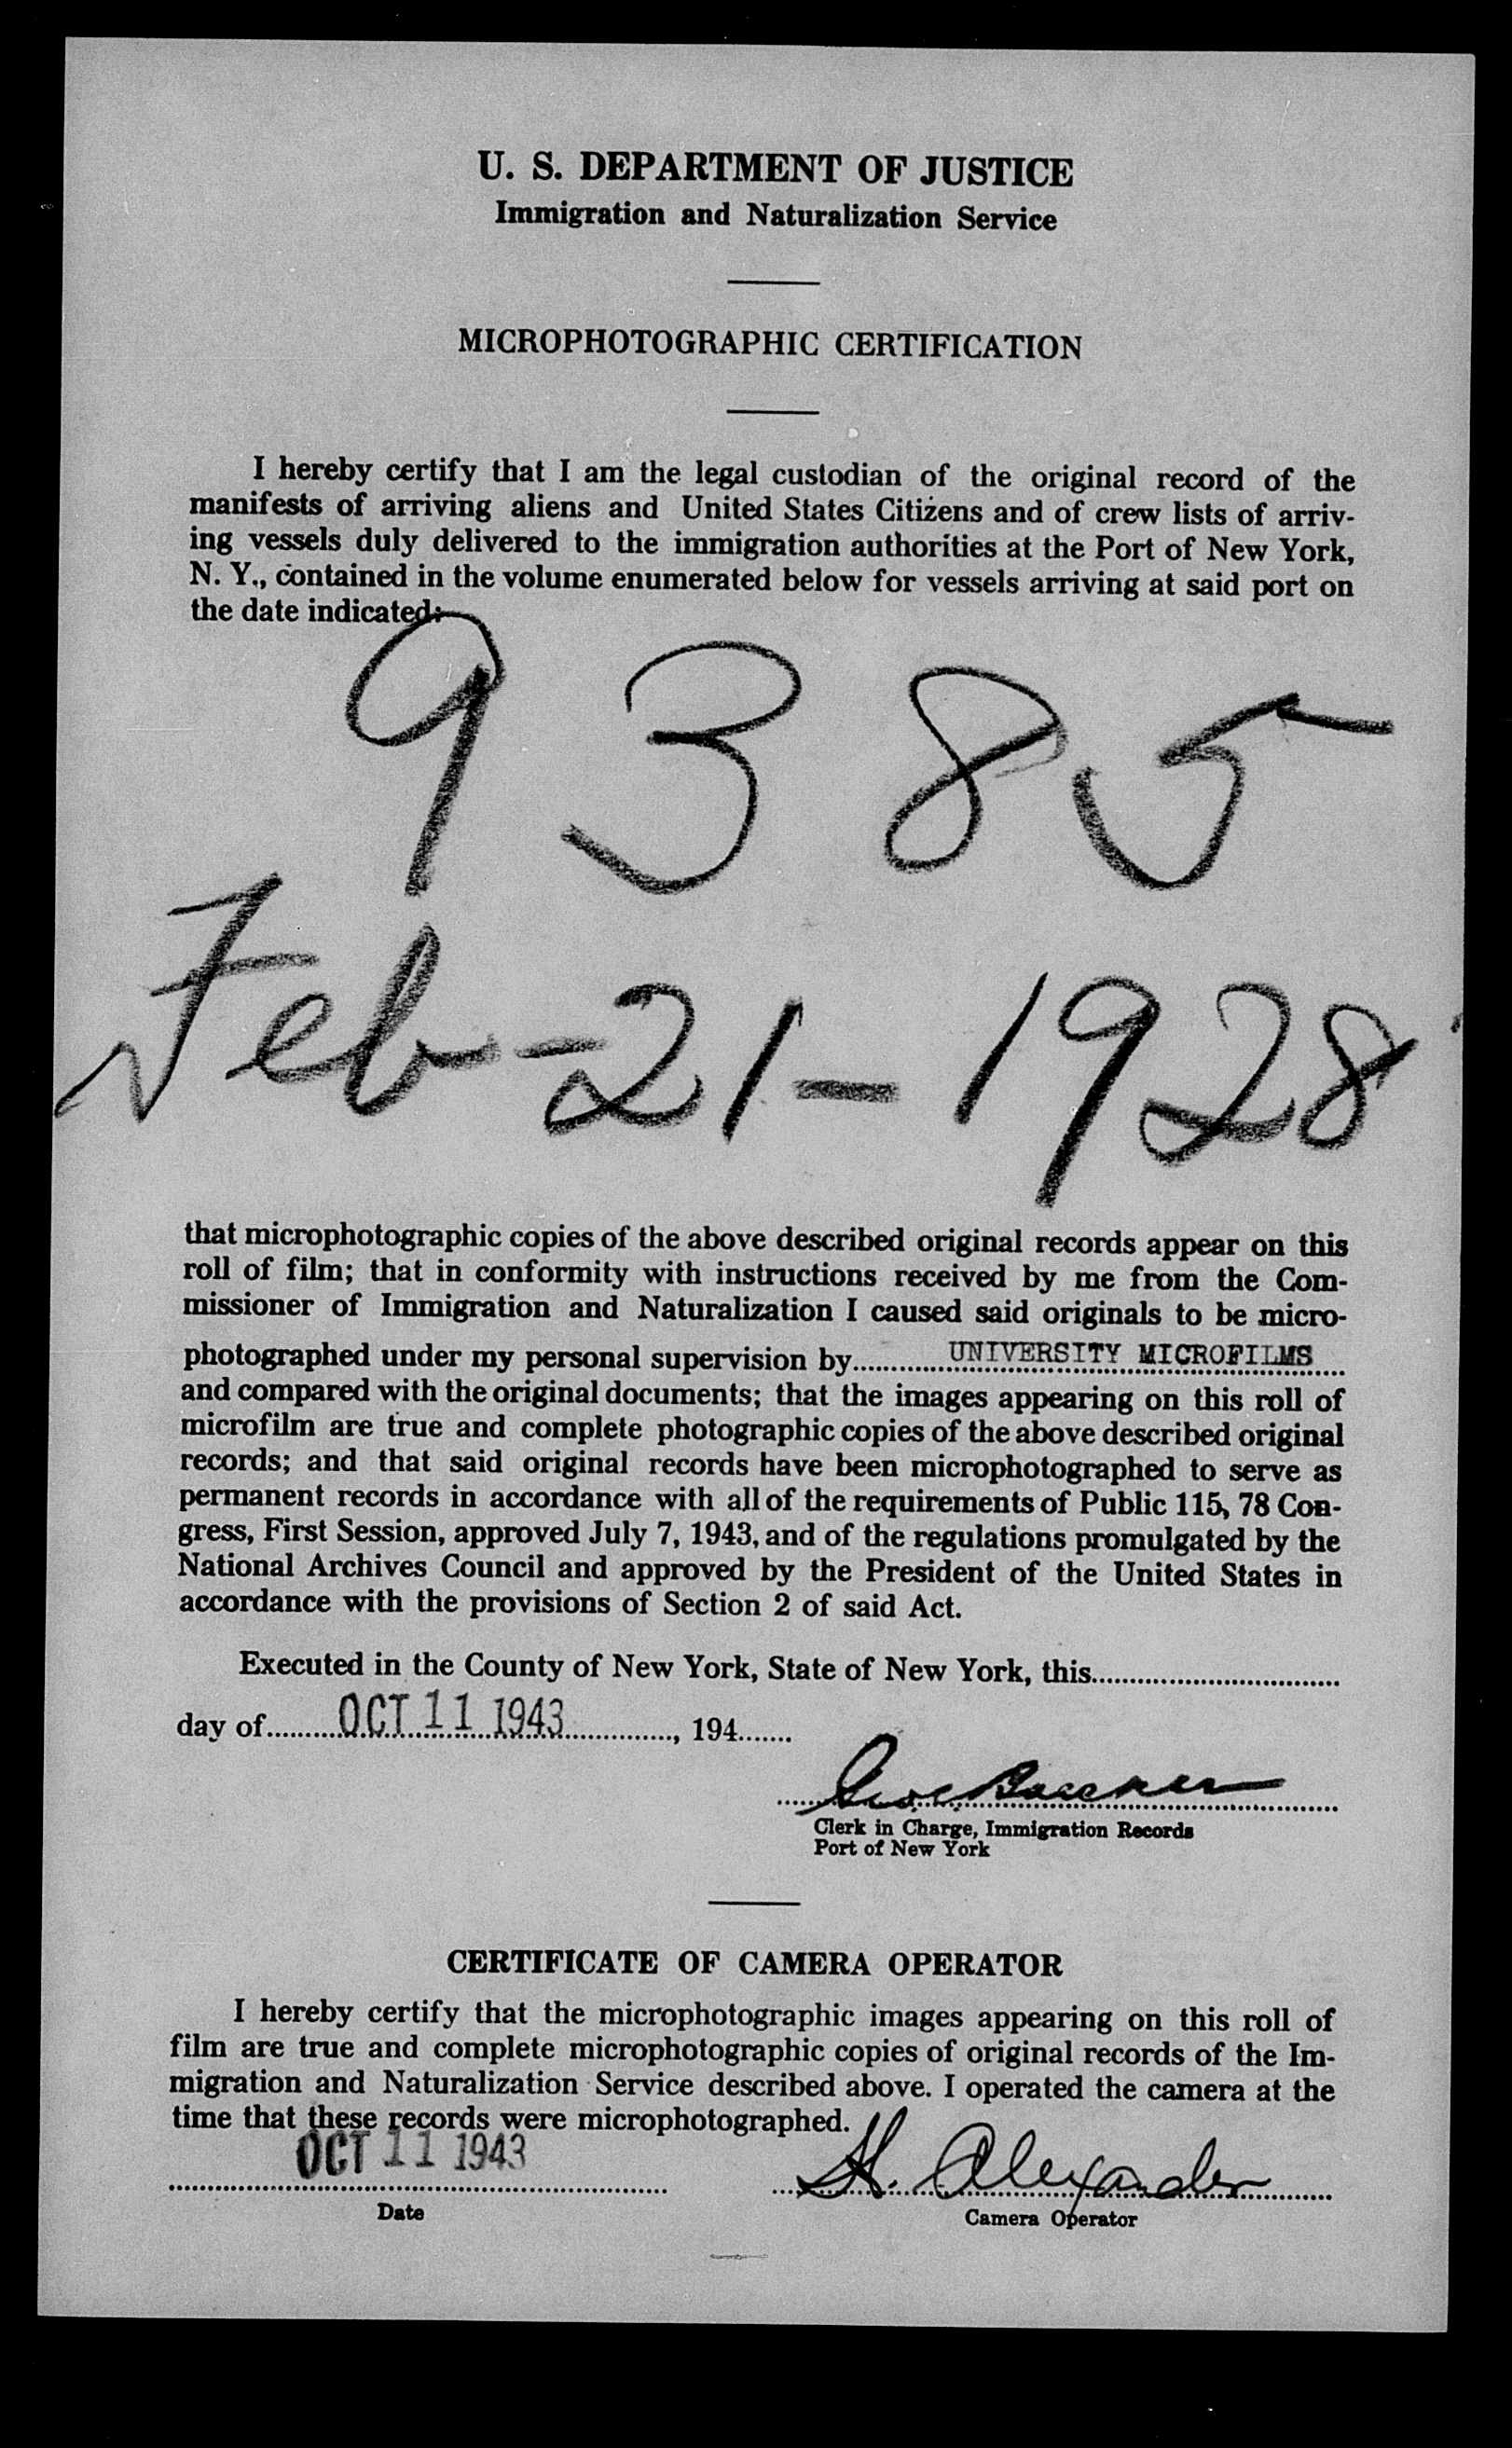 U. S. DEPARTMENT OF JUSTICE
Immigration and Naturalization Service
MICROPHOTOGRAPHIC CERTIFICATION
I hereby certify that I am the legal custodian of the original record of the
manifests of arriving aliens and United States Citizens and of crew lists of arriv-
ing vessels duly delivered to the immigration authorities at the Port of New York,
N. Y., contained in the volume enumerated below for vessels arriving at said port on
the date indicated:
9385
Feb-21-1928
that microphotographic copies of the above described original records appear on this
roll of film; that in conformity with instructions received by me from the Com-
missioner of Immigration and Naturalization I caused said originals to be micro-
photographed under my personal supervision by UNIVERSITY MICROFILMS
and compared with the original documents; that the images appearing on this roll of
microfilm are true and complete photographic copies of the above described original
records; and that said original records have been microphotographed to serve as
permanent records in accordance with all of the requirements of Public 115, 78 Con-
gress, First Session, approved July 7, 1943, and of the regulations promulgated by the
National Archives Council and approved by the President of the United States in
accordance with the provisions of Section 2 of said Act.
Executed in the County of New York, State of New York, this
day of OCT 11 1943, 194
Clerk in Charge, Immigration Records
Port of New York
CERTIFICATE OF CAMERA OPERATOR
I hereby certify that the microphotographic images appearing on this roll of
film are true and complete microphotographic copies of original records of the Im-
migration and Naturalization Service described above. I operated the camera at the
time that these records were microphotographed.
OCT 11 1943 H. Alexander
Date Camera Operator